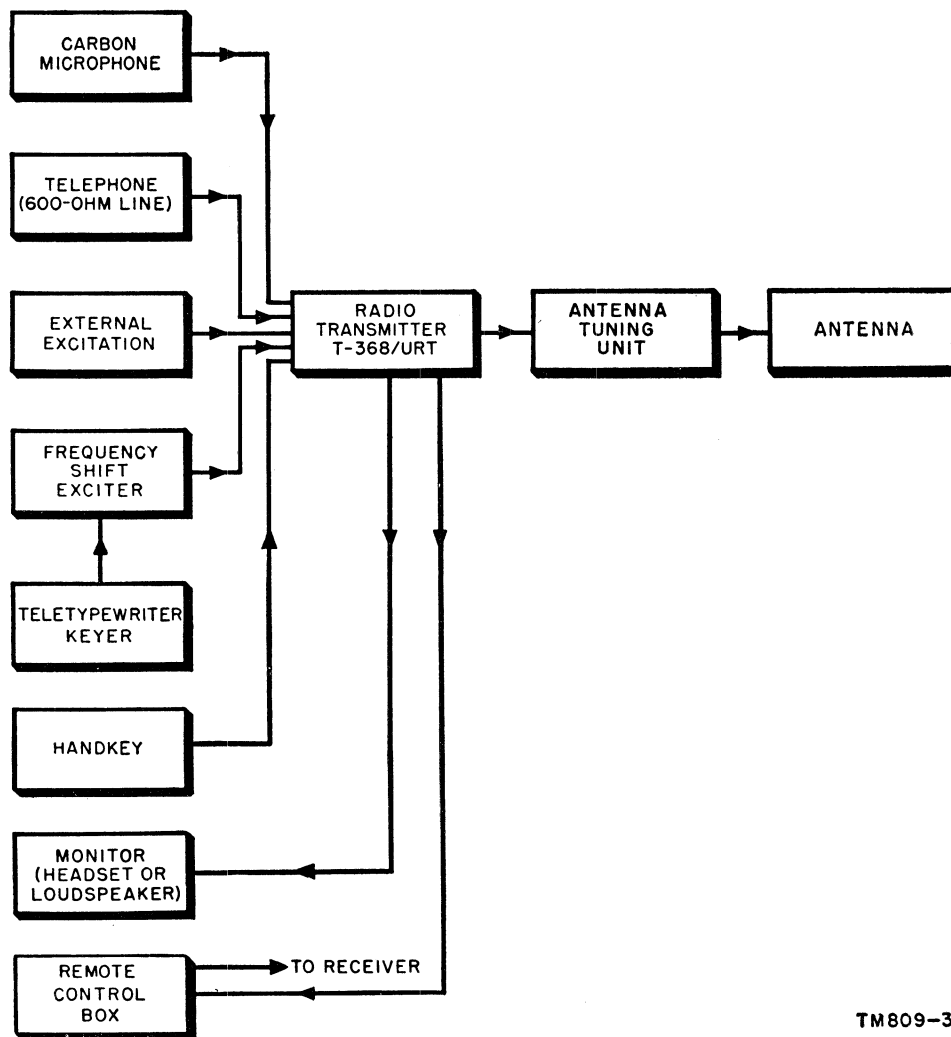 CARBON
MICROPHONE
TELEPHONE
(600-OHM LINE)
EXTERNAL
EXCITATION
FREQUENCY
SHIFT
EXCITER
TELETYPEWRITER
KEYER
HANDKEY
MONITOR
(HEADSET OR
LOUDSPEAKER)
REMOTE
CONTROL
BOX
TO RECEIVER
RADIO
TRANSMITTER
T-368/URT
ANTENNA
TUNING
UNIT
ANTENNA
TM809-3